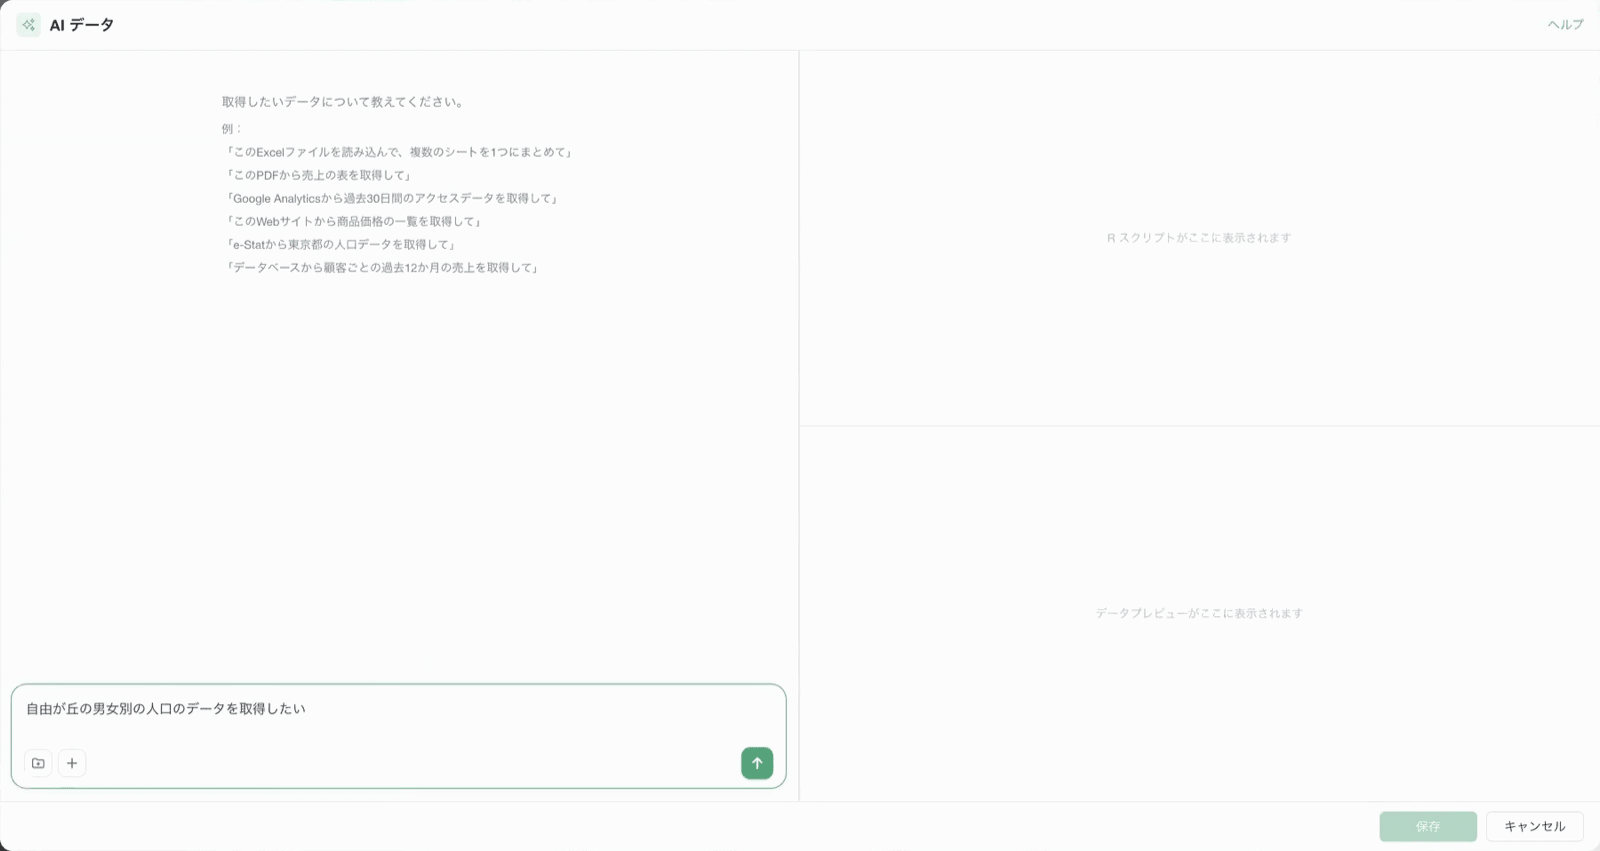 AI データ
ヘルプ
取得したいデータについて教えてください。
例：
「このExcelファイルを読み込んで、複数のシートを1つにまとめて」
「このPDFから売上の表を取得して」
「Google Analyticsから過去30日間のアクセスデータを取得して」
「このWebサイトから商品価格の一覧を取得して」
「e-Statから東京都の人口データを取得して」
「データベースから顧客ごとの過去12か月の売上を取得して」
R スクリプトがここに表示されます
データプレビューがここに表示されます
自由が丘の男女別の人口のデータを取得したい
保存
キャンセル